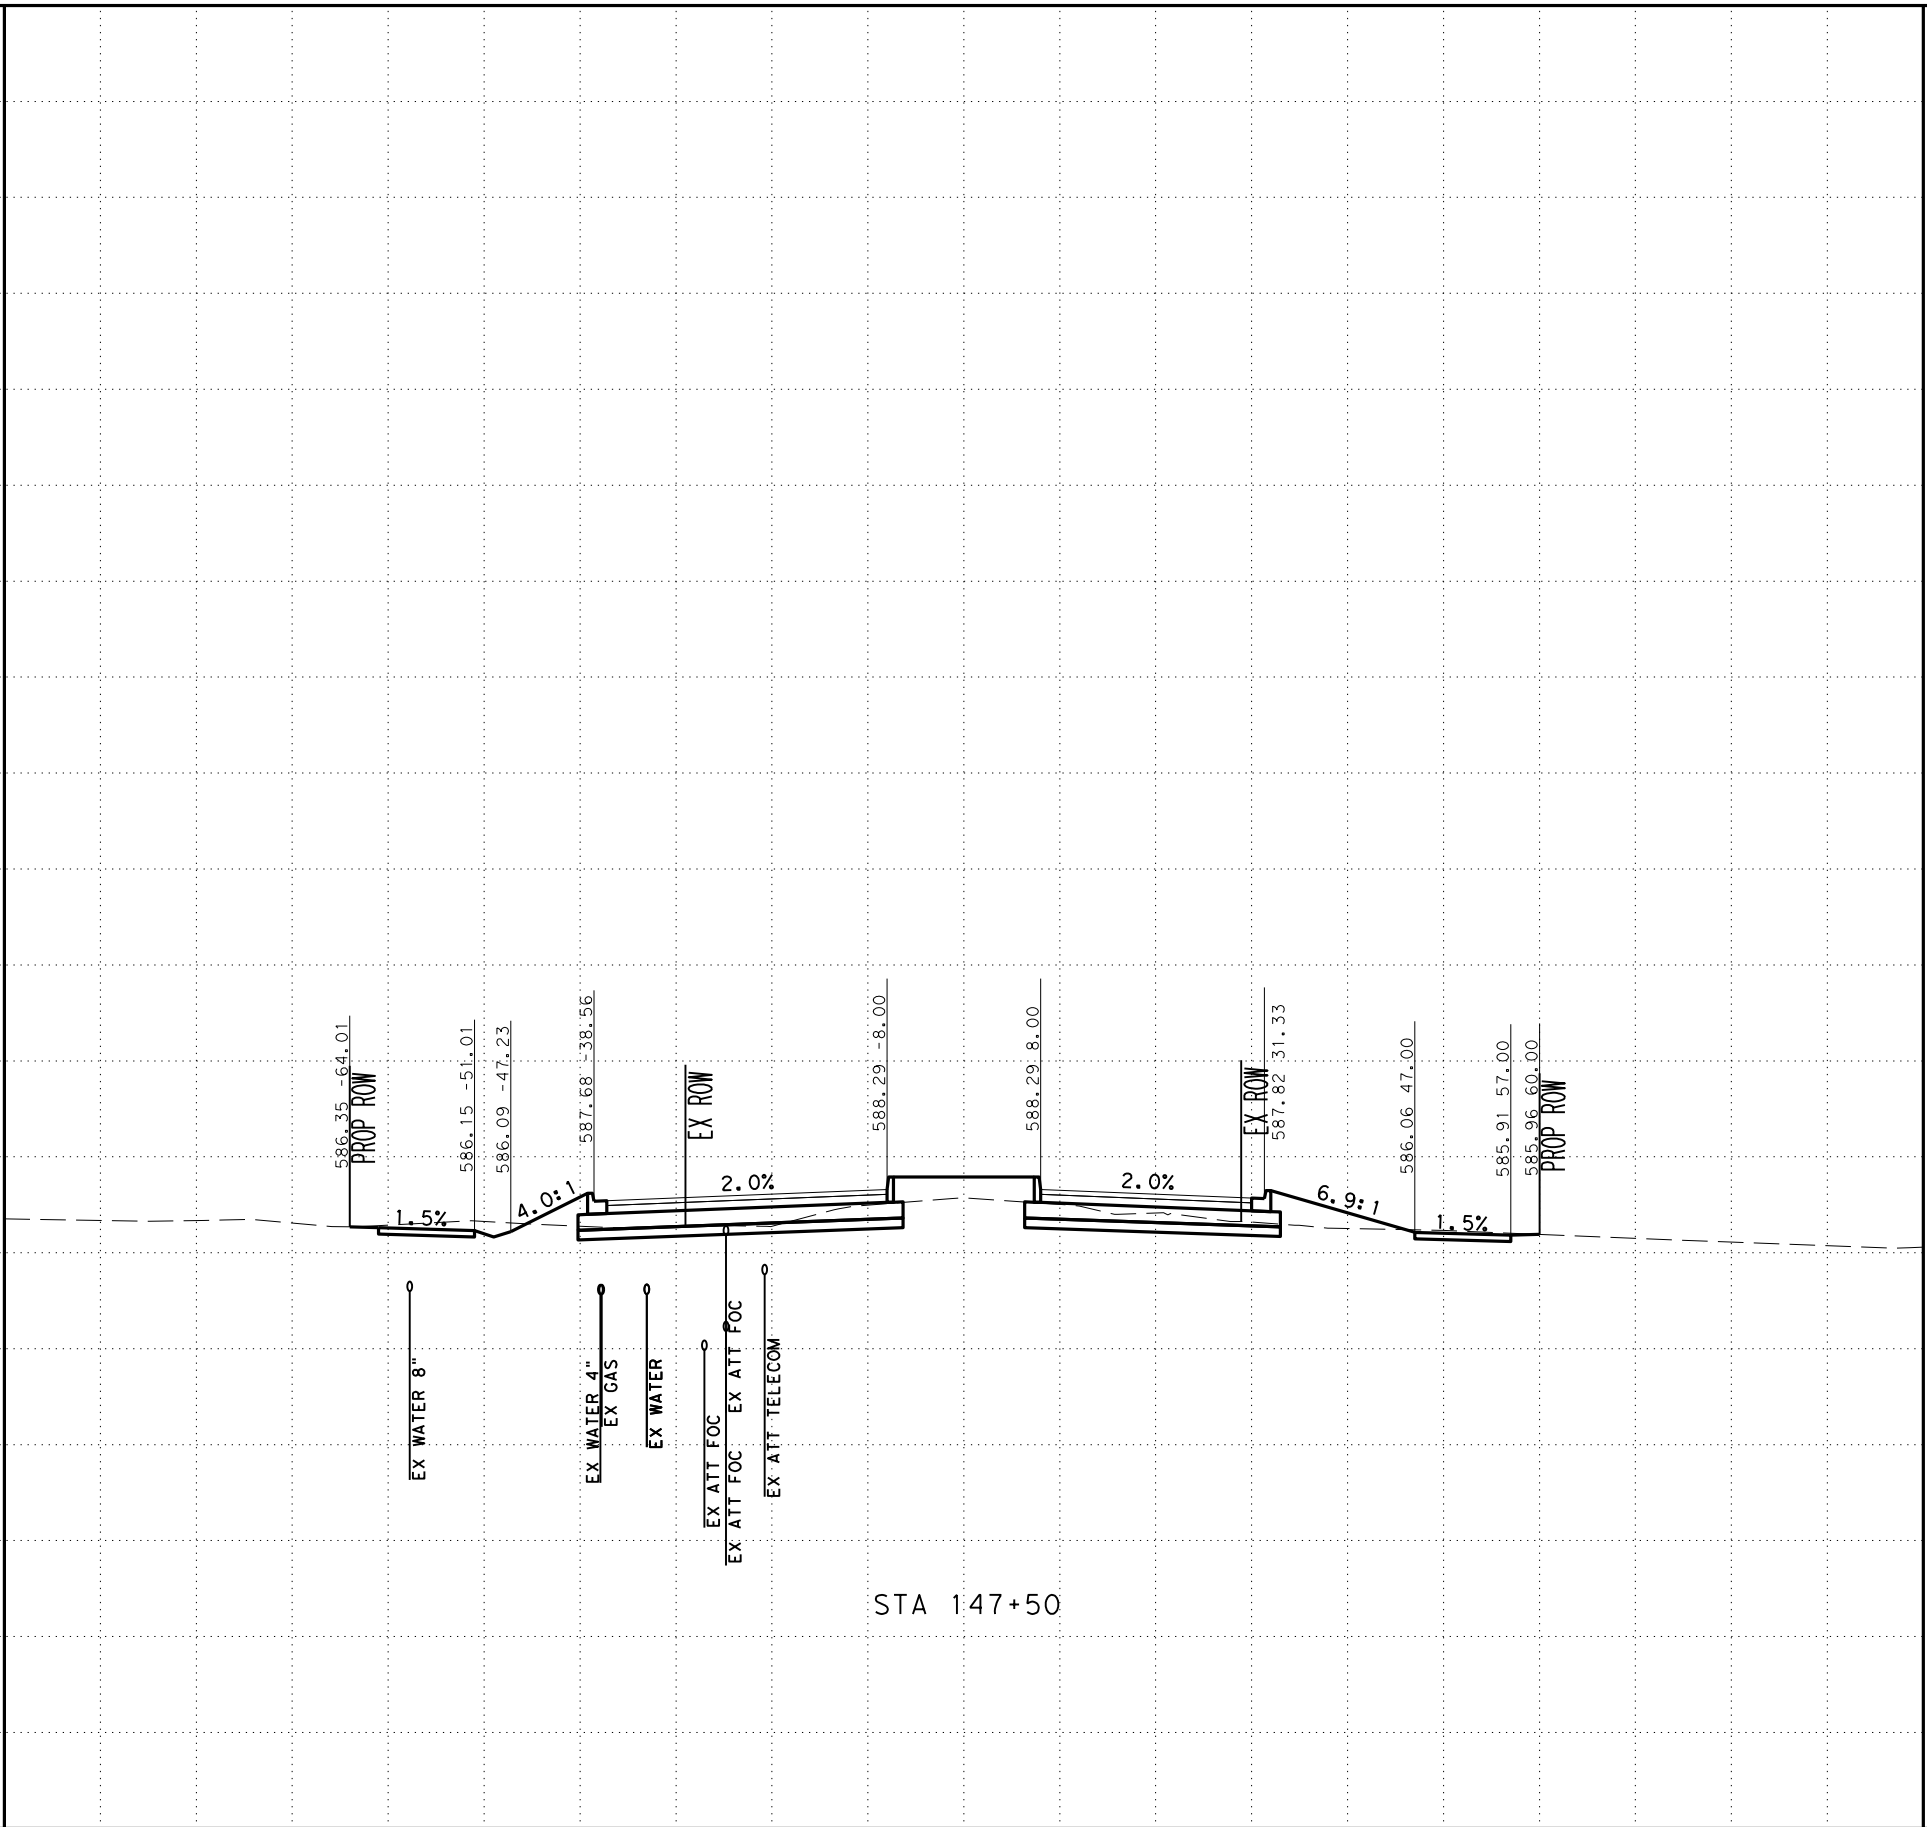 586.35 -64.01
PROP ROW
586.15 -51.01
586.09 -47.23
587.68 -38.56
EX ROW
588.29 -8.00
588.29 8.00
EX ROW
587.82 31.33
586.06 47.00
585.91 57.00
585.96 60.00
PROP ROW
1.5%
4.0:1
2.0%
2.0%
6.9:1
1.5%
EX WATER 8"
EX WATER 4"
EX GAS
EX WATER
EX ATT FOC
EX ATT FOC
EX ATT FOC
EX ATT TELECOM
STA 147+50